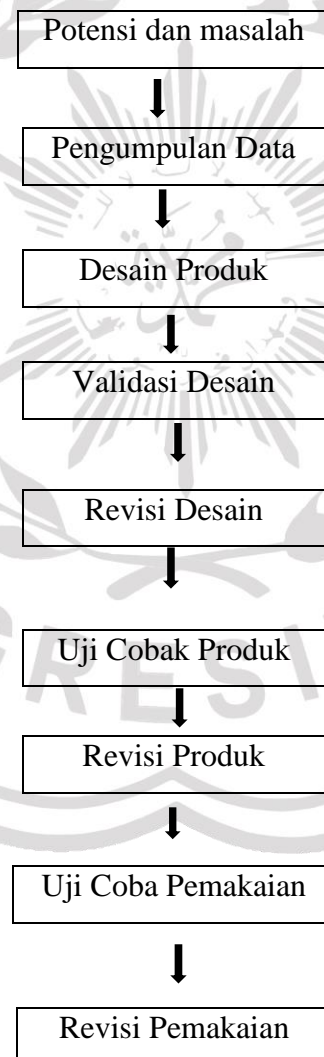 Potensi dan masalah
Pengumpulan Data
Desain Produk
Validasi Desain
Revisi Desain
Uji Cobak Produk
GRESI
Revisi Produk
Uji Coba Pemakaian
Revisi Pemakaian